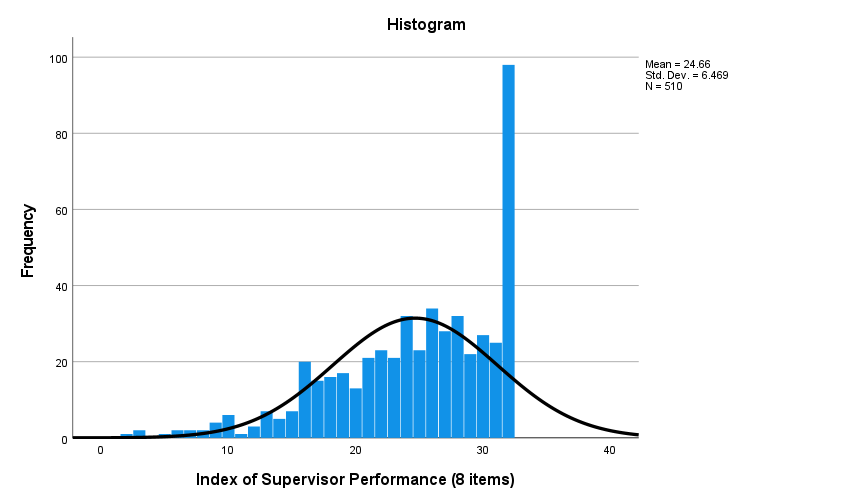 Histogram
Mean = 24.66
Std. Dev. = 6.469
N = 510
Frequency
100
80
60
40
20
0
0 10 20 30 40
Index of Supervisor Performance (8 items)